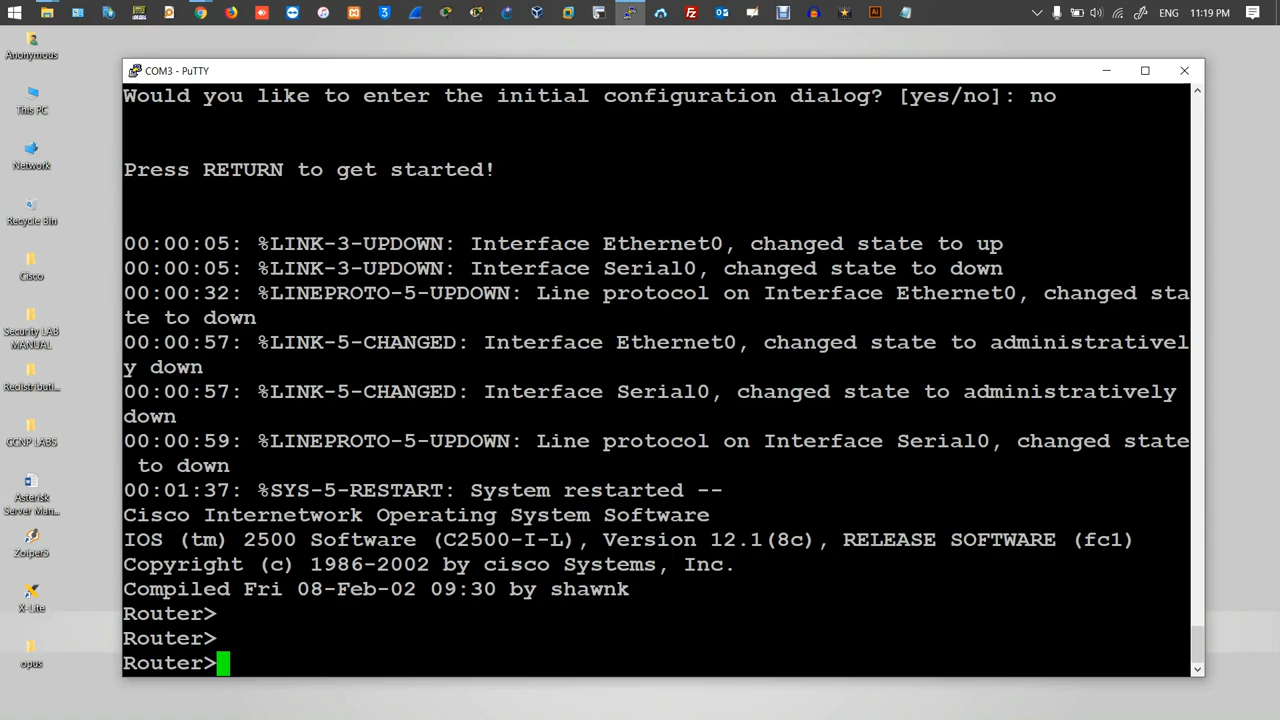 ENG 11:19 PM
Anonymous
This PC
Network
Recycle Bin
Cisco
Security LAB
MANUAL
Redistributi...
CCNP LABS
Asterisk
Server Man...
Zoiper5
X-Lite
opus
COM3 - PuTTY
Would you like to enter the initial configuration dialog? [yes/no]: no
Press RETURN to get started!
00:00:05: %LINK-3-UPDOWN: Interface Ethernet0, changed state to up
00:00:05: %LINK-3-UPDOWN: Interface Serial0, changed state to down
00:00:32: %LINEPROTO-5-UPDOWN: Line protocol on Interface Ethernet0, changed sta
te to down
00:00:57: %LINK-5-CHANGED: Interface Ethernet0, changed state to administrativel
y down
00:00:57: %LINK-5-CHANGED: Interface Serial0, changed state to administratively
down
00:00:59: %LINEPROTO-5-UPDOWN: Line protocol on Interface Serial0, changed state
 to down
00:01:37: %SYS-5-RESTART: System restarted --
Cisco Internetwork Operating System Software
IOS (tm) 2500 Software (C2500-I-L), Version 12.1(8c), RELEASE SOFTWARE (fc1)
Copyright (c) 1986-2002 by cisco Systems, Inc.
Compiled Fri 08-Feb-02 09:30 by shawnk
Router>
Router>
Router>